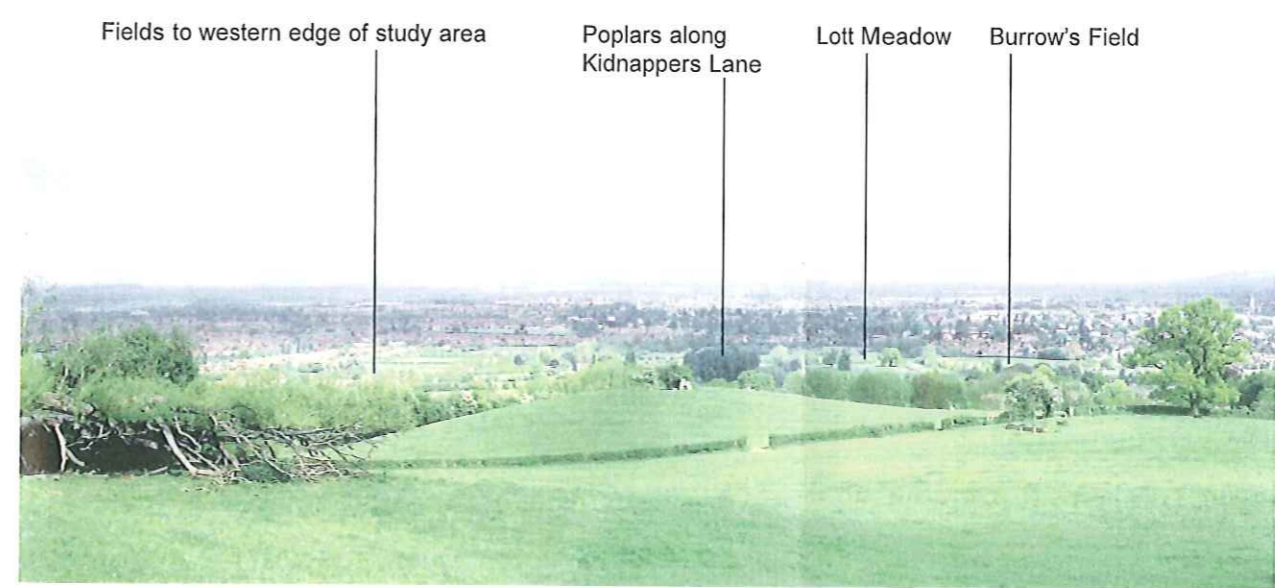 Fields to western edge of study area
Poplars along
Kidnappers Lane
Lott Meadow
Burrow's Field